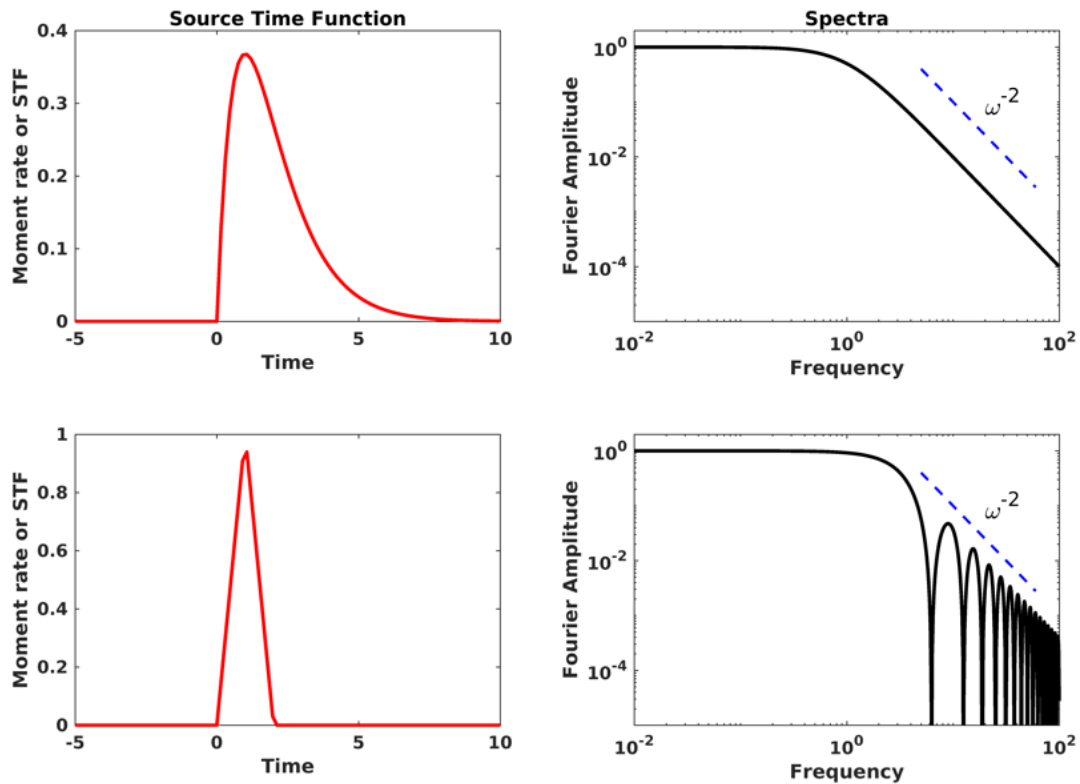 Source Time Function
Moment rate or STF
0.4
0.3
0.2
0.1
0
-5
0
5
10
Time
Spectra
Fourier Amplitude
10^0
10^-2
10^-4
ω^-2
10^-2
10^0
10^2
Frequency
Moment rate or STF
1
0.8
0.6
0.4
0.2
0
-5
0
5
10
Time
Fourier Amplitude
10^0
10^-2
10^-4
ω^-2
10^-2
10^0
10^2
Frequency